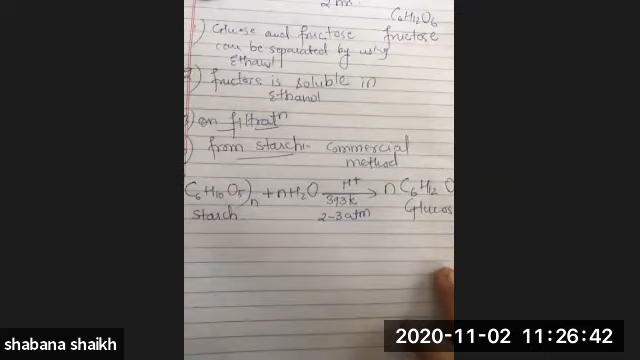 C6H12O6
) Glucose and fructose fructose
can be separated by using
Ethanol
) fructose is soluble in
Ethanol
) on filtratn
) from starch:- commercial
method
C6H10O5)n + nH2O H+ → n C6H12O
393k
Starch 2-3 atm Glucos
shabana shaikh
2020-11-02 11:26:42